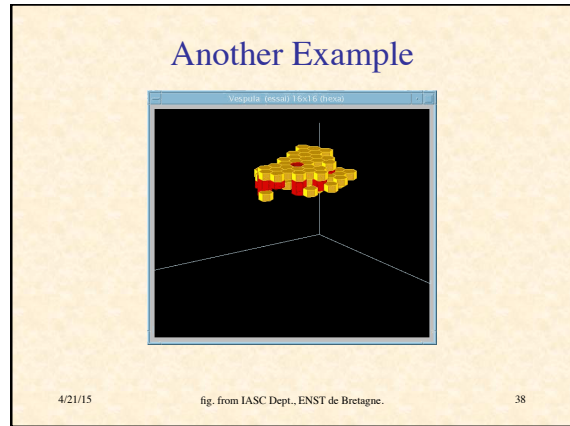 Another Example
Vespula (essai) 16x16 (hexa)
4/21/15
fig. from IASC Dept., ENST de Bretagne.
38